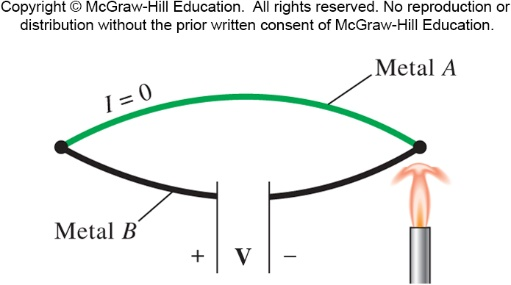 Copyright © McGraw-Hill Education. All rights reserved. No reproduction or
distribution without the prior written consent of McGraw-Hill Education.
Metal A
I = 0
Metal B
+ V −